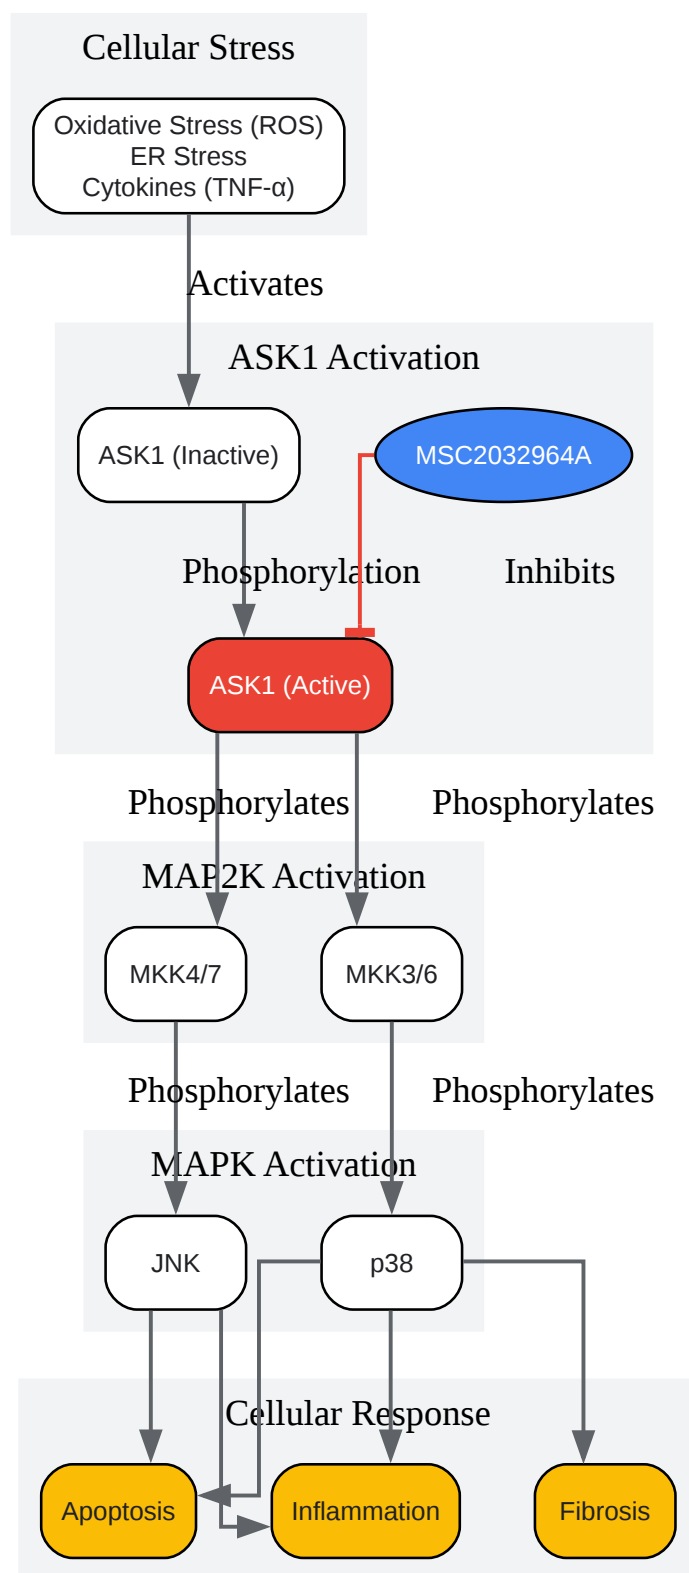 Cellular Stress
Oxidative Stress (ROS)
ER Stress
Cytokines (TNF-α)
Activates
ASK1 Activation
ASK1 (Inactive)
MSC2032964A
Phosphorylation
Inhibits
ASK1 (Active)
Phosphorylates
Phosphorylates
MAP2K Activation
MKK4/7
MKK3/6
Phosphorylates
Phosphorylates
MAPK Activation
JNK
p38
Cellular Response
Apoptosis
Inflammation
Fibrosis